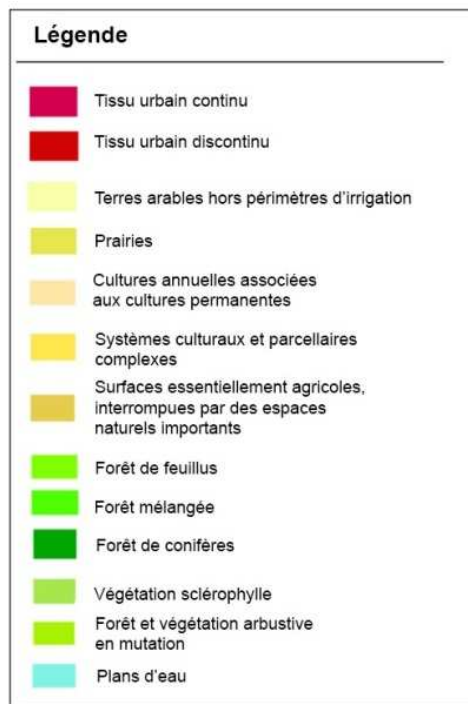 Légende
Tissu urbain continu
Tissu urbain discontinu
Terres arables hors périmètres d'irrigation
Prairies
Cultures annuelles associées
aux cultures permanentes
Systèmes culturaux et parcellaires
complexes
Surfaces essentiellement agricoles,
interrompues par des espaces
naturels importants
Forêt de feuillus
Forêt mélangée
Forêt de conifères
Végétation sclérophylle
Forêt et végétation arbustive
en mutation
Plans d'eau